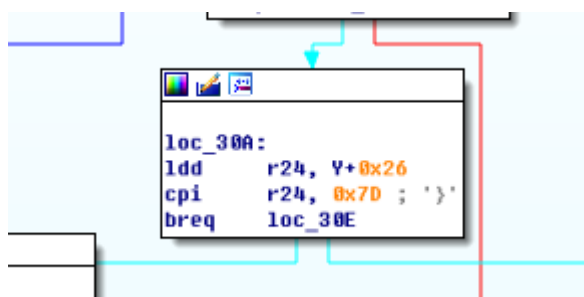 loc_30A:
ldd r24, Y+0x26
cpi r24, 0x7D ; '}'
breq loc_30E